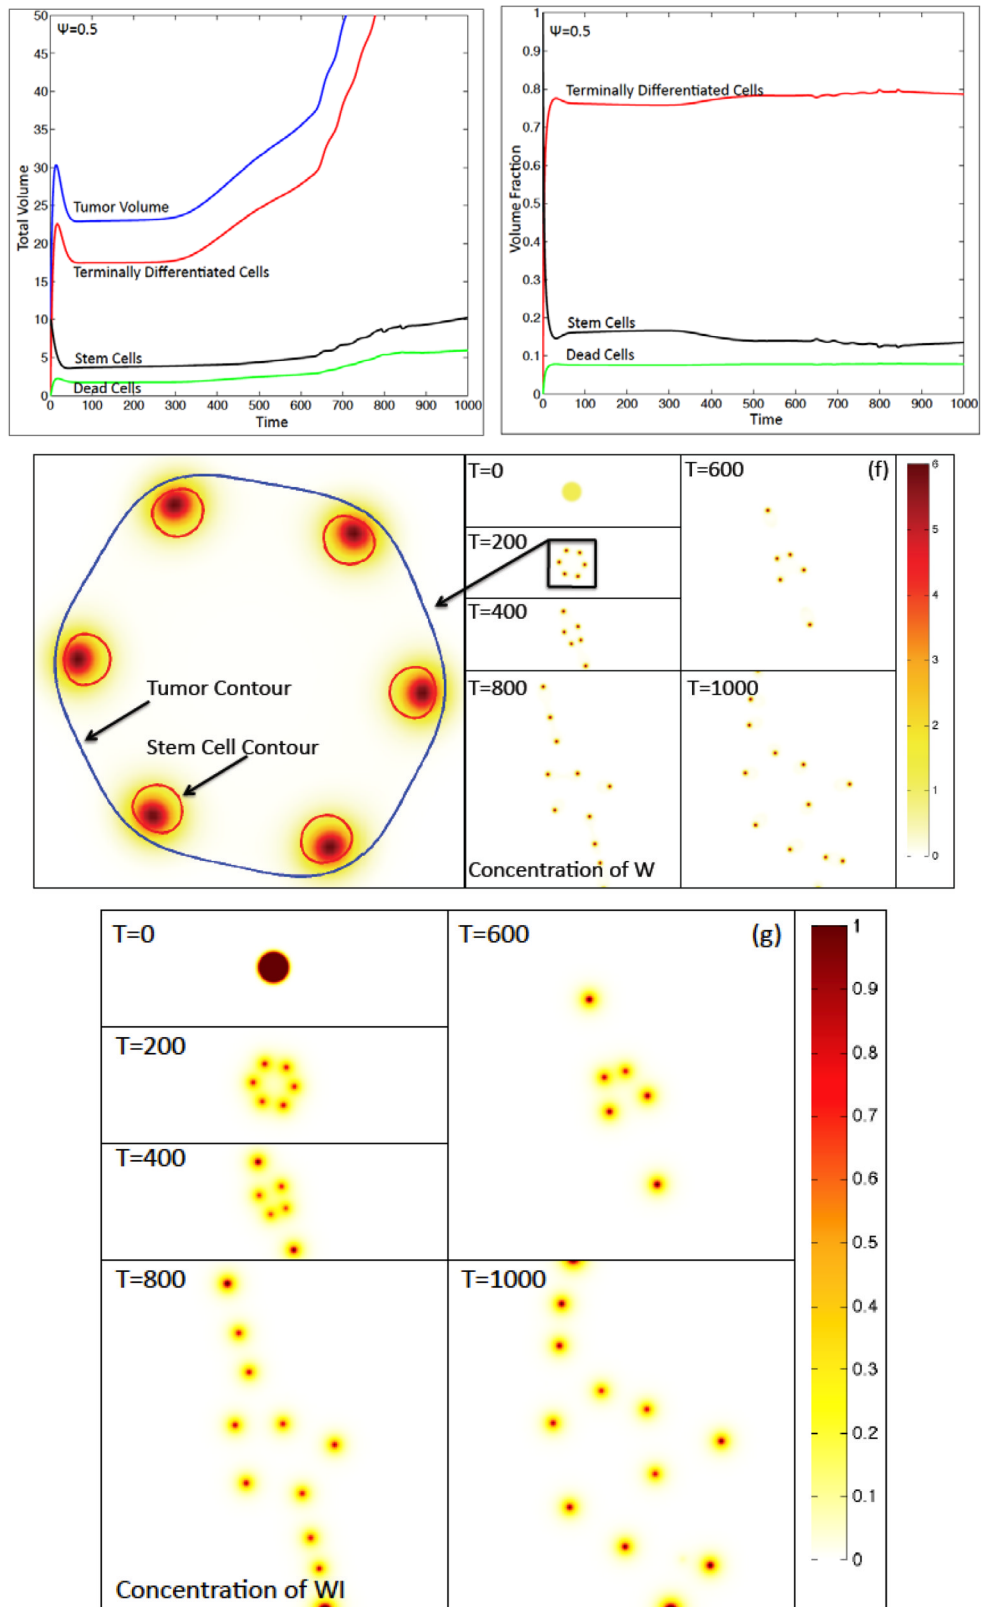 Ψ=0.5
50
45
40
35
30
25
20
15
10
5
0
Total Volume
Tumor Volume
Terminally Differentiated Cells
Stem Cells
Dead Cells
0 100 200 300 400 500 600 700 800 900 1000
Time
Ψ=0.5
1
0.9
0.8
0.7
0.6
0.5
0.4
0.3
0.2
0.1
0
Volume Fraction
Terminally Differentiated Cells
Stem Cells
Dead Cells
0 100 200 300 400 500 600 700 800 900 1000
Time
Tumor Contour
Stem Cell Contour
T=0
T=200
T=400
T=600
(f)
T=800
T=1000
Concentration of W
6
5
4
3
2
1
0
T=0
T=200
T=400
T=600
(g)
T=800
T=1000
Concentration of WI
1
0.9
0.8
0.7
0.6
0.5
0.4
0.3
0.2
0.1
0